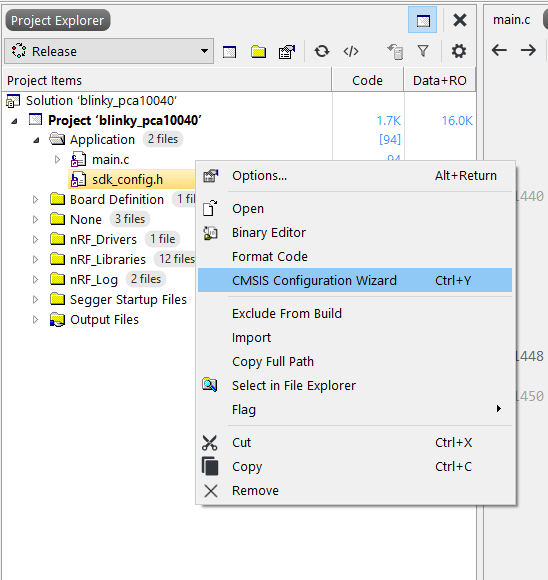 Project Explorer
main.c
Release
Project Items Code Data+RO
Solution ‘blinky_pca10040’
Project ‘blinky_pca10040’ 1.7K 16.0K
Application 2 files [94]
main.c 94
sdk_config.h
Board Definition 1 fil
None 3 files
nRF_Drivers 1 file
nRF_Libraries 12 files
nRF_Log 2 files
Segger Startup Files
Output Files
Options... Alt+Return
Open
Binary Editor
Format Code
CMSIS Configuration Wizard Ctrl+Y
Exclude From Build
Import
Copy Full Path
Select in File Explorer
Flag
Cut Ctrl+X
Copy Ctrl+C
Remove
1440
1448
1450